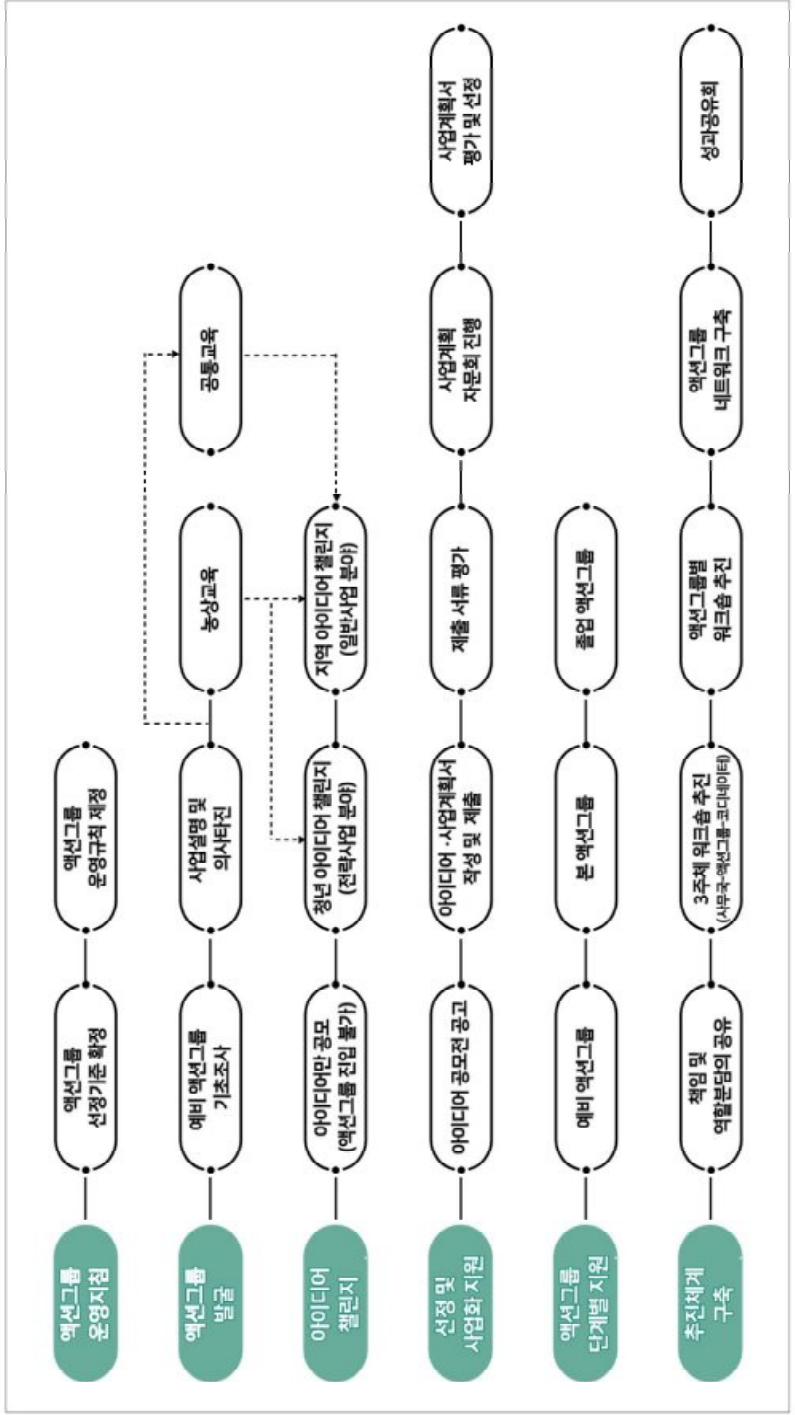 액션그룹
운영지침
액션그룹
선정기준 확정
액션그룹
운영규칙 제정
액션그룹
발굴
예비 액션그룹
기초조사
사업설명 및
의사타진
농상교육
공통교육
아이디어
챌린지
아이디어만 공모
(액션그룹 진입 불가)
청년 아이디어 챌린지
(전략사업 분야)
지역 아이디어 챌린지
(일반사업 분야)
선정 및
사업화 지원
아이디어 공모전 공고
아이디어·사업계획서
작성 및 제출
제출 서류 평가
사업계획
자문회 진행
사업계획서
평가 및 선정
액션그룹
단계별 지원
예비 액션그룹
본 액션그룹
졸업 액션그룹
추진체계
구축
책임 및
역할분담의 공유
3주체 워크숍 추진
(사무국-액션그룹-코디네이터)
액션그룹별
워크숍 추진
액션그룹
네트워크 구축
성과공유회